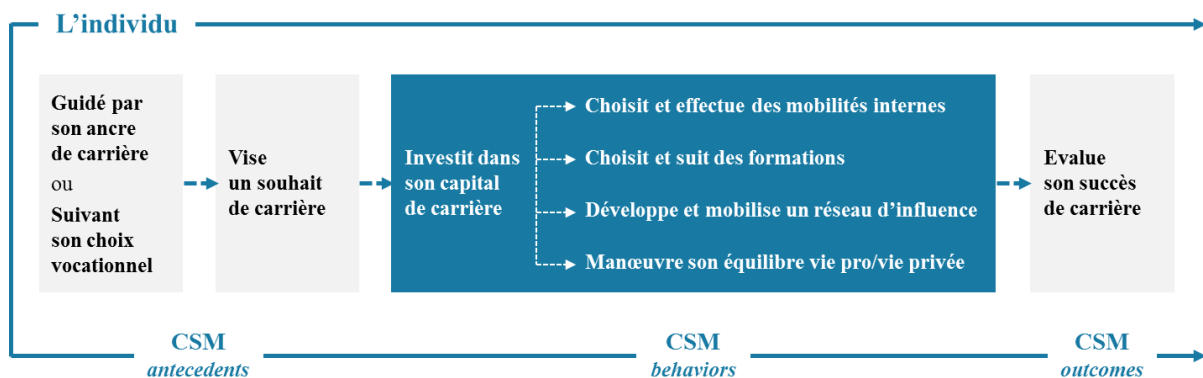 L’individu
Guidé par
son ancre
de carrière
ou
Suivant
son choix
vocationnel
Vise
un souhait
de carrière
Investit dans
son capital
de carrière
Choisit et effectue des mobilités internes
Choisit et suit des formations
Développe et mobilise un réseau d’influence
Manœuvre son équilibre vie pro/vie privée
Evalue
son succès
de carrière
CSM
antecedents
CSM
behaviors
CSM
outcomes